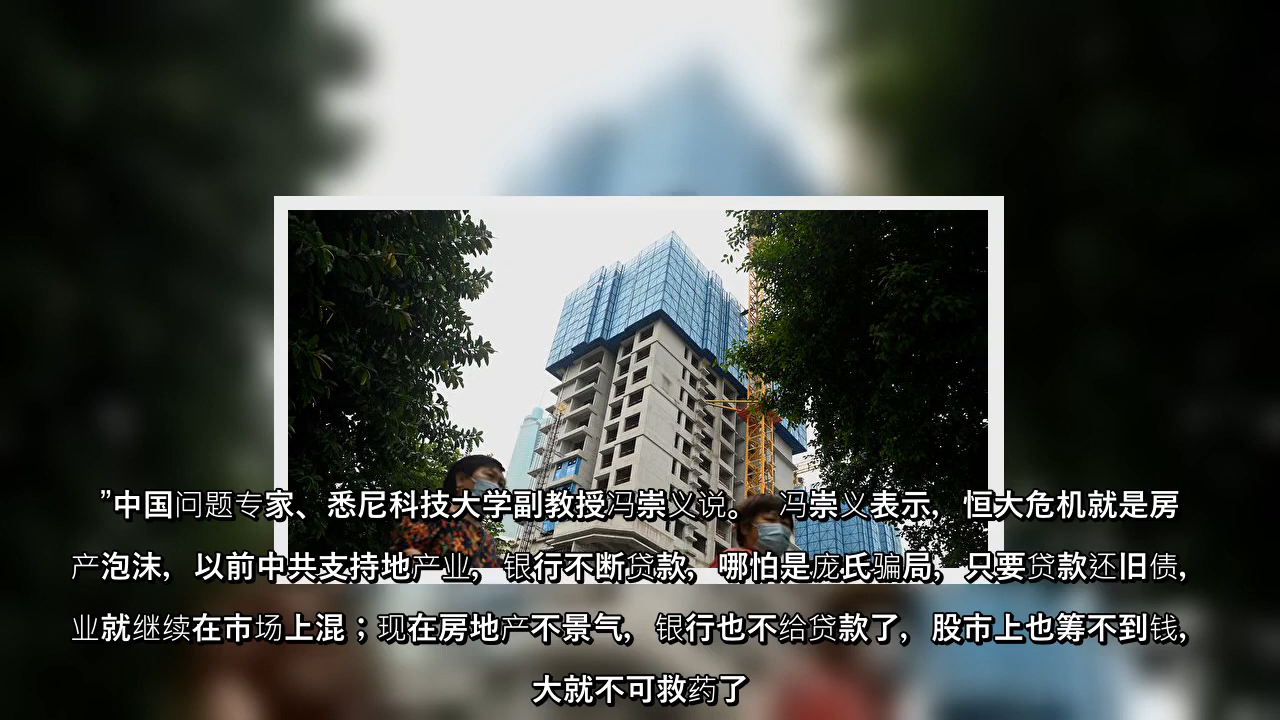 ”中国问题专家、悉尼科技大学副教授冯崇义说。 冯崇义表示，恒大危机就是房
产泡沫，以前中共支持地产业，银行不断贷款，哪怕是庞氏骗局，只要贷款还旧债，
业就继续在市场上混；现在房地产不景气，银行也不给贷款了，股市上也筹不到钱，
大就不可救药了